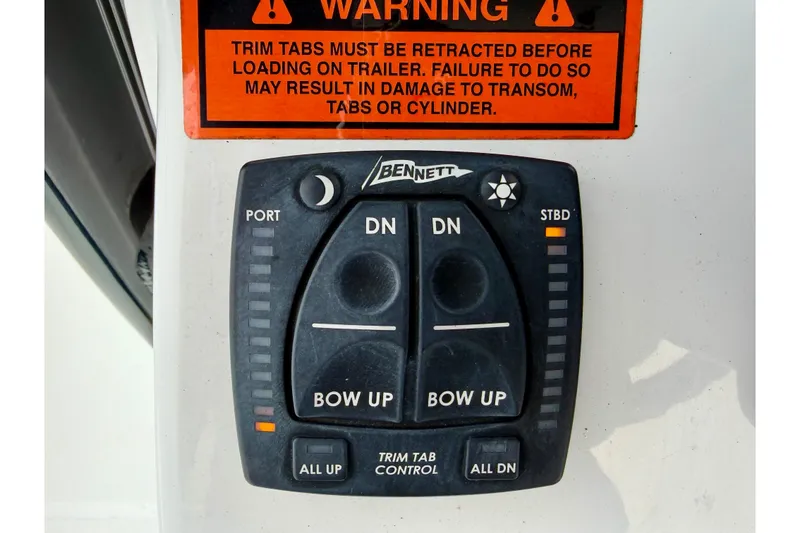 WARNING
TRIM TABS MUST BE RETRACTED BEFORE
LOADING ON TRAILER. FAILURE TO DO SO
MAY RESULT IN DAMAGE TO TRANSOM,
TABS OR CYLINDER.
BENNETT
PORT
STBD
DN
DN
BOW UP
BOW UP
ALL UP
TRIM TAB
CONTROL
ALL DN